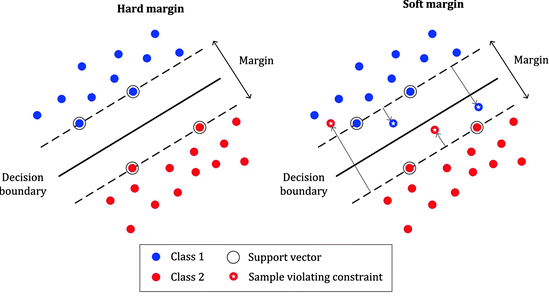 Hard margin
Soft margin
Margin
Margin
Decision
boundary
Decision
boundary
Class 1
Support vector
Class 2
Sample violating constraint